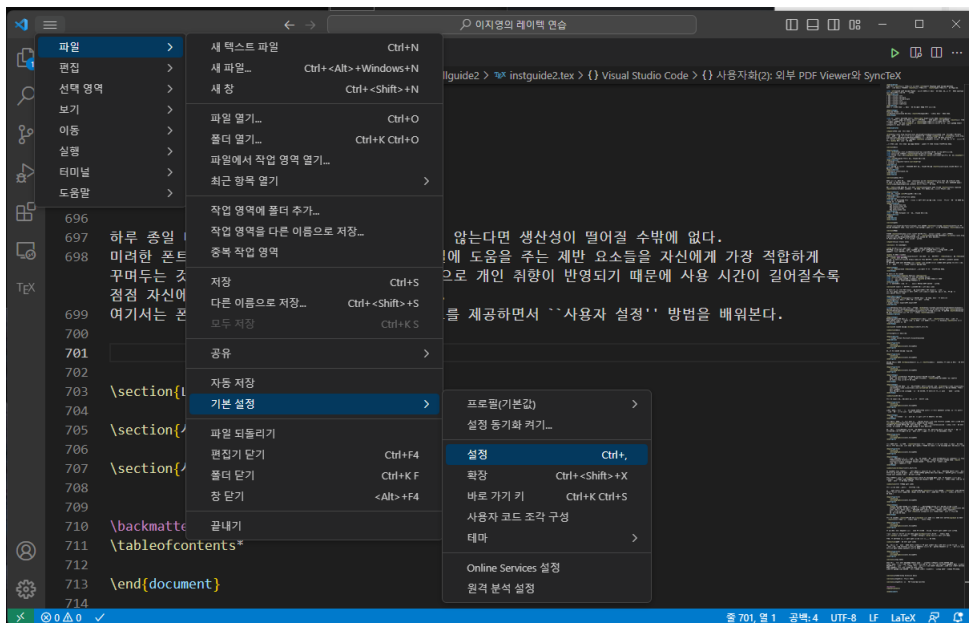 이지영의 레이텍 연습
파일
편집
선택 영역
보기
이동
실행
터미널
도움말
새 텍스트 파일 Ctrl+N
새 파일... Ctrl+<Alt>+Windows+N
새 창 Ctrl+<Shift>+N
파일 열기... Ctrl+O
폴더 열기... Ctrl+K Ctrl+O
파일에서 작업 영역 열기...
최근 항목 열기
작업 영역에 폴더 추가...
작업 영역을 다른 이름으로 저장...
중복 작업 영역
저장 Ctrl+S
다른 이름으로 저장... Ctrl+<Shift>+S
모두 저장 Ctrl+K S
공유
자동 저장
기본 설정
파일 되돌리기
편집기 닫기 Ctrl+F4
폴더 닫기 Ctrl+K F
창 닫기 <Alt>+F4
끝내기
프로필(기본값)
설정 동기화 켜기...
설정 Ctrl+,
확장 Ctrl+<Shift>+X
바로 가기 키 Ctrl+K Ctrl+S
사용자 코드 조각 구성
테마
Online Services 설정
원격 분석 설정
llguide2 > TEX instguide2.tex > {} Visual Studio Code > {} 사용자화(2): 외부 PDF Viewer와 SyncTeX
1
TEX
696
697 하루 종일 않는다면 생산성이 떨어질 수밖에 없다.
698 미려한 폰트 에 도움을 주는 제반 요소들을 자신에게 가장 적합하게
꾸며두는 것 으로 개인 취향이 반영되기 때문에 사용 시간이 길어질수록
점점 자신에
699 여기서는 폰 를 제공하면서 ``사용자 설정'' 방법을 배워본다.
700
701
702
703 \section{L
704
705 \section{
706
707 \section{
708
709
710 \backmatte
711 \tableofcontents*
712
713 \end{document}
714
0 0
줄 701, 열 1 공백: 4 UTF-8 LF LaTeX